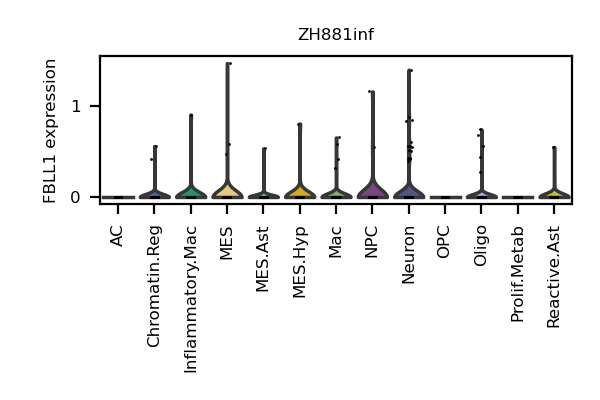 ZH881inf
FBLL1 expression
1
0
AC
Chromatin.Reg
Inflammatory.Mac
MES
MES.Ast
MES.Hyp
Mac
NPC
Neuron
OPC
Oligo
Prolif.Metab
Reactive.Ast